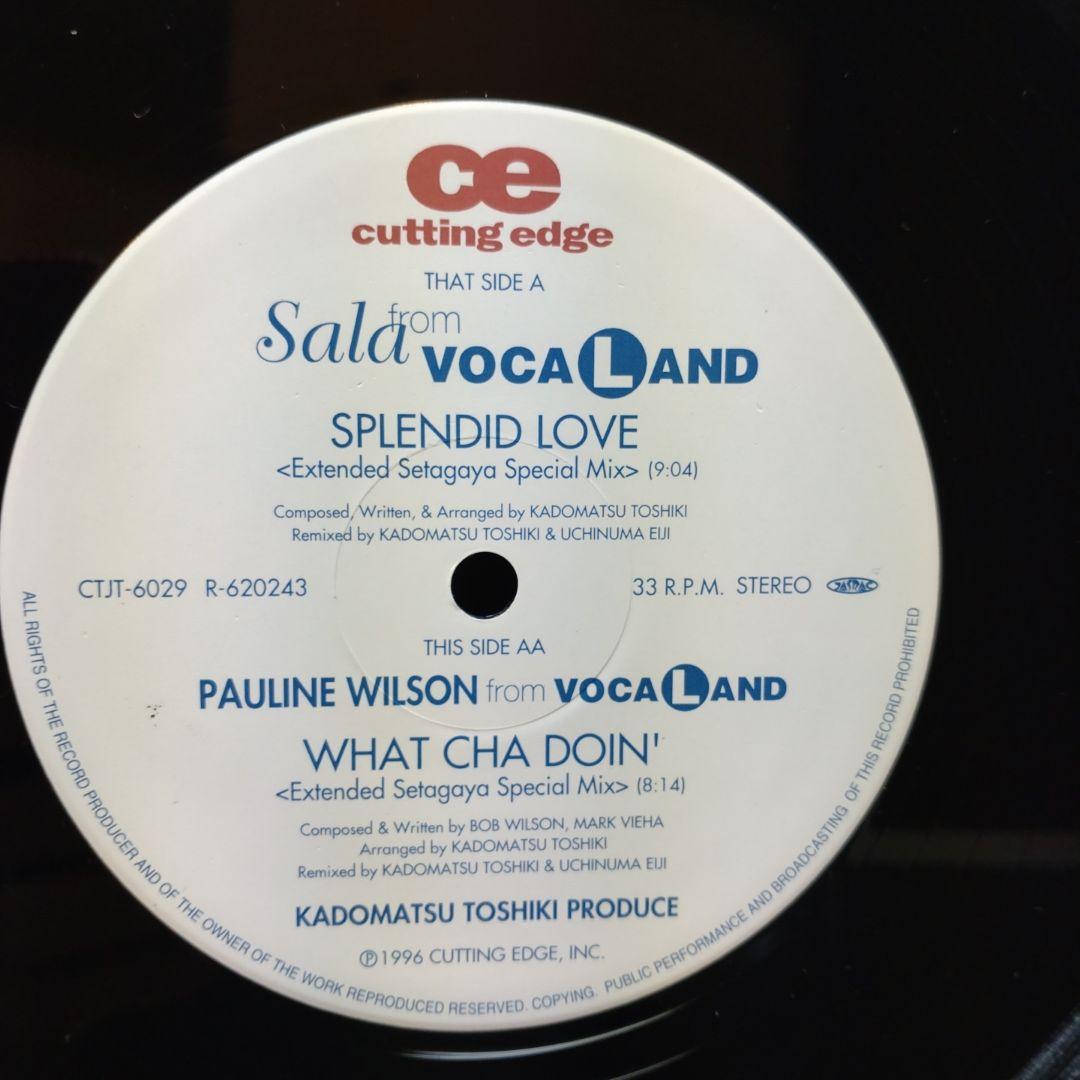 ce
cutting edge
THAT SIDE A
Sala from
VOCALAND
SPLENDID LOVE
<Extended Setagaya Special Mix> (9:04)
Composed, Written, & Arranged by KADOMATSU TOSHIKI
Remixed by KADOMATSU TOSHIKI & UCHINUMA EIJI
CTJT-6029 R-620243
33 R.P.M. STEREO JASRAC
THIS SIDE AA
PAULINE WILSON from VOCALAND
WHAT CHA DOIN'
<Extended Setagaya Special Mix> (8:14)
Composed & Written by BOB WILSON, MARK VIEHA
Arranged by KADOMATSU TOSHIKI
Remixed by KADOMATSU TOSHIKI & UCHINUMA EIJI
KADOMATSU TOSHIKI PRODUCE
Ⓟ1996 CUTTING EDGE, INC.
ALL RIGHTS OF THE RECORD PRODUCER AND OF THE OWNER OF THE WORK REPRODUCED RESERVED. COPYING. PUBLIC PERFORMANCE AND BROADCASTING OF THIS RECORD PROHIBITED